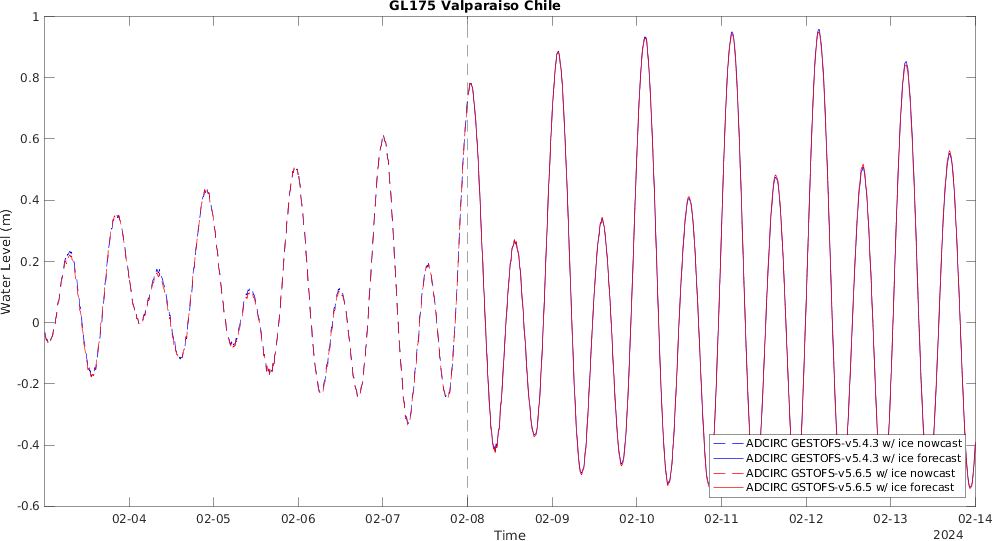 GL175 Valparaiso Chile
1
0.8
0.6
0.4
0.2
0
-0.2
-0.4
-0.6
Water Level (m)
ADCIRC GESTOFS-v5.4.3 w/ ice nowcast
ADCIRC GESTOFS-v5.4.3 w/ ice forecast
ADCIRC GSTOFS-v5.6.5 w/ ice nowcast
ADCIRC GSTOFS-v5.6.5 w/ ice forecast
02-04 02-05 02-06 02-07 02-08 02-09 02-10 02-11 02-12 02-13 02-14
Time
2024